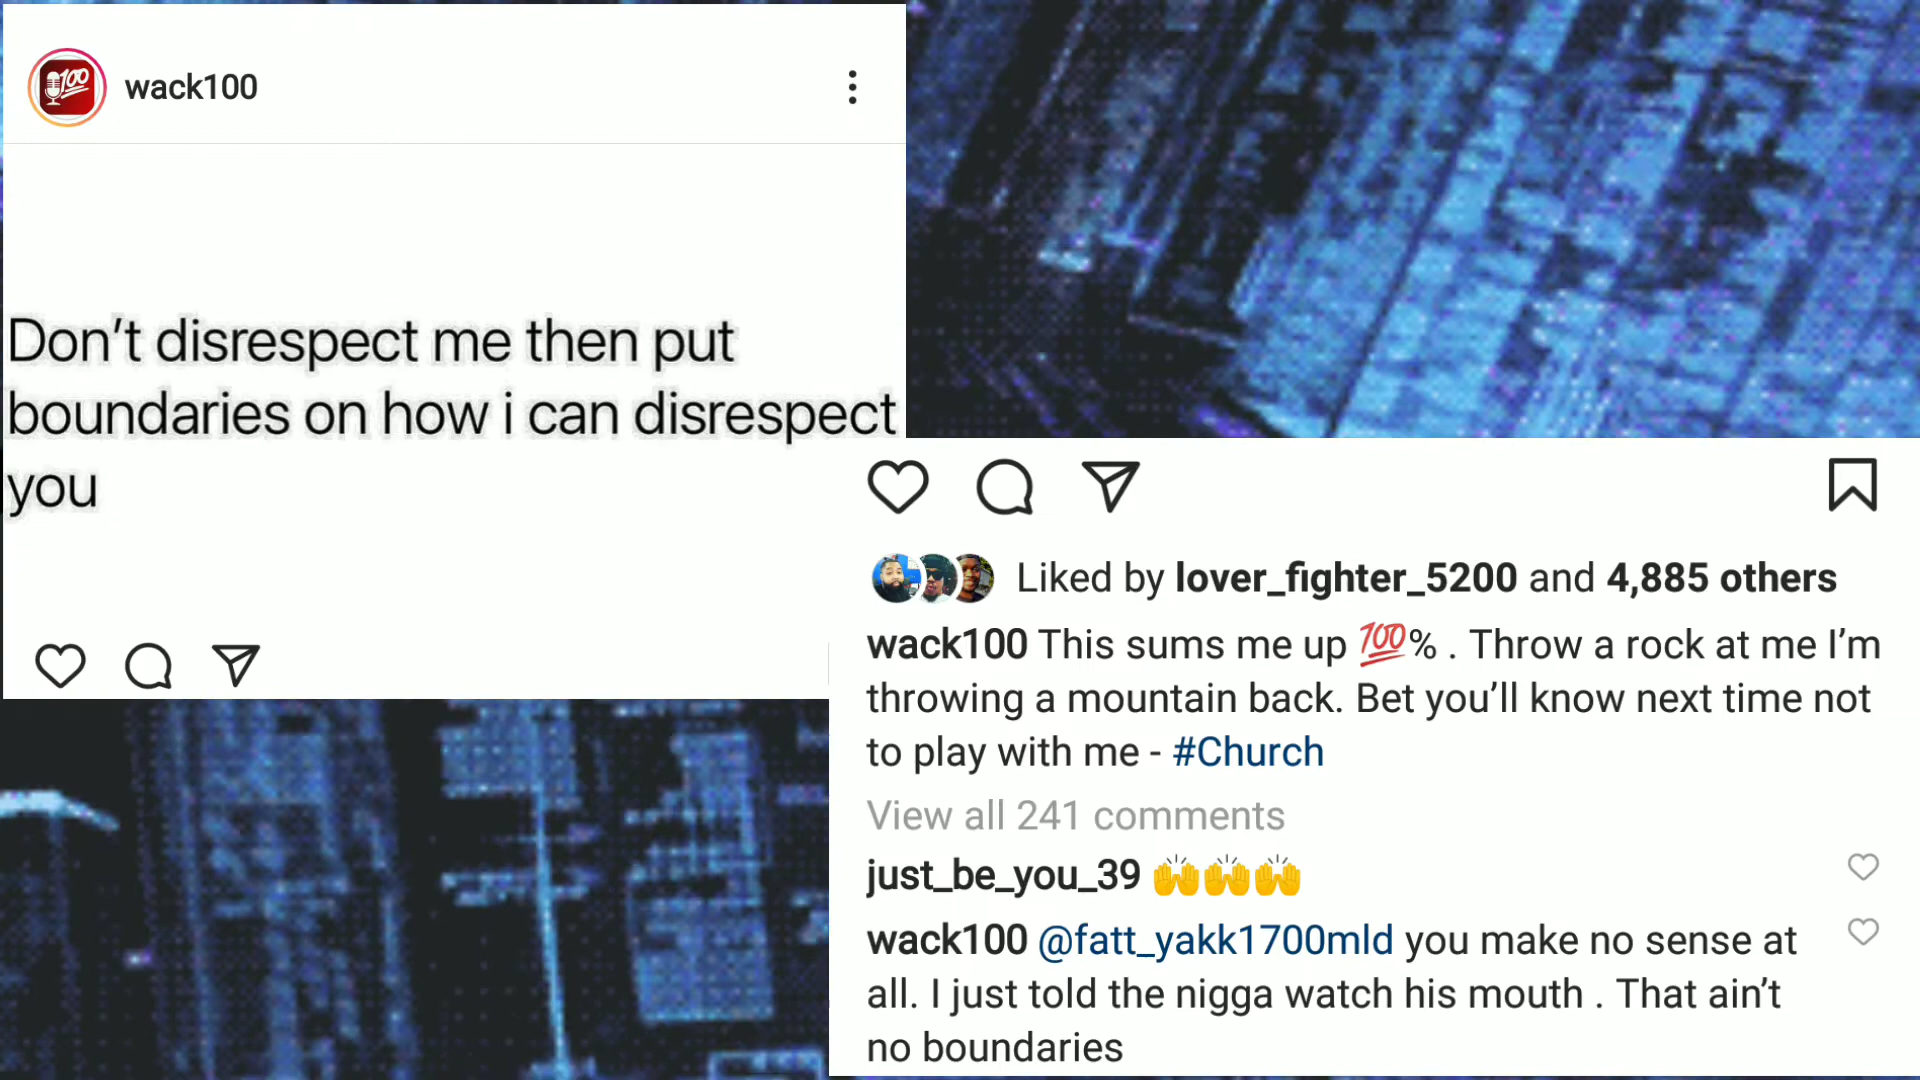 wack100
Don't disrespect me then put
boundaries on how i can disrespect
you
Liked by lover_fighter_5200 and 4,885 others
wack100 This sums me up 💯% . Throw a rock at me I'm
throwing a mountain back. Bet you'll know next time not
to play with me - #Church
View all 241 comments
just_be_you_39 🙌🙌🙌
wack100 @fatt_yakk1700mld you make no sense at
all. I just told the nigga watch his mouth . That ain't
no boundaries